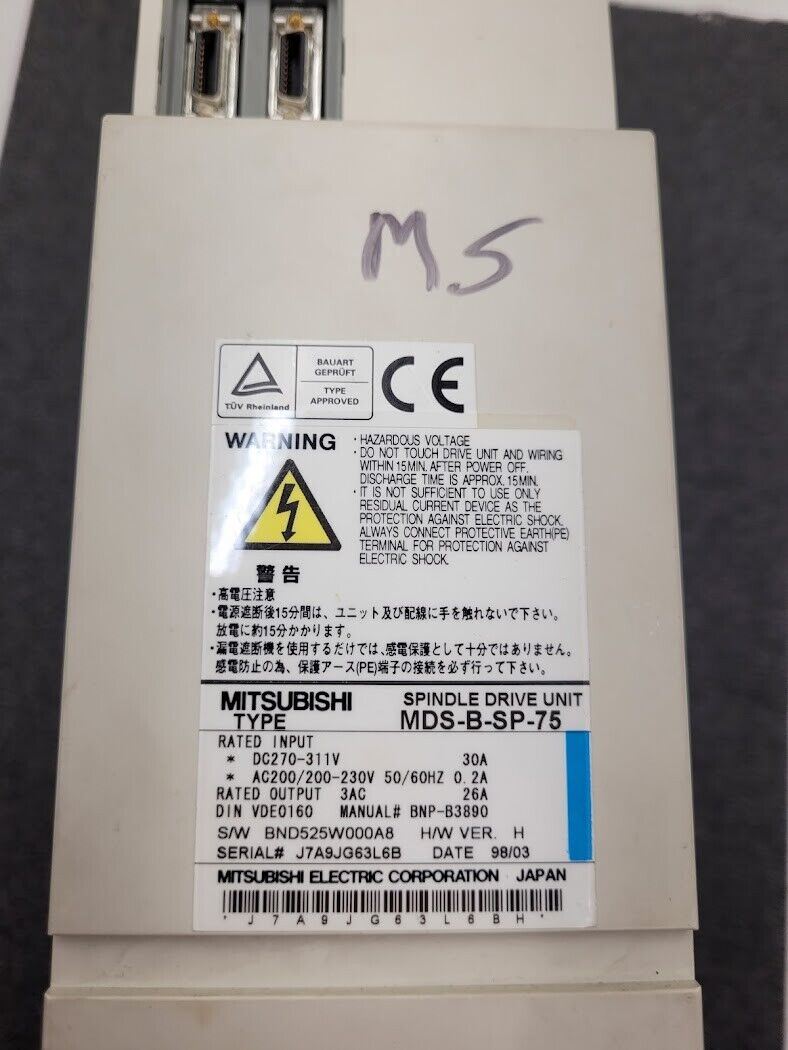 MS
TÜV Rheinland
BAUART
GEPRÜFT
TYPE
APPROVED
CE
WARNING
・HAZARDOUS VOLTAGE
・DO NOT TOUCH DRIVE UNIT AND WIRING
WITHIN 15MIN. AFTER POWER OFF.
DISCHARGE TIME IS APPROX. 15MIN.
・IT IS NOT SUFFICIENT TO USE ONLY
RESIDUAL CURRENT DEVICE AS THE
PROTECTION AGAINST ELECTRIC SHOCK.
ALWAYS CONNECT PROTECTIVE EARTH(PE)
TERMINAL FOR PROTECTION AGAINST
ELECTRIC SHOCK.
警告
・高電圧注意
・電源遮断後15分間は、ユニット及び配線に手を触れないで下さい。
放電に約15分かかります。
・漏電遮断機を使用するだけでは、感電保護として十分ではありません。
感電防止の為、保護アース(PE)端子の接続を必ず行って下さい。
MITSUBISHI SPINDLE DRIVE UNIT
TYPE MDS-B-SP-75
RATED INPUT
* DC270-311V 30A
* AC200/200-230V 50/60HZ 0.2A
RATED OUTPUT 3AC 26A
DIN VDE0160 MANUAL# BNP-B3890
S/W BND525W000A8 H/W VER. H
SERIAL# J7A9JG63L6B DATE 98/03
MITSUBISHI ELECTRIC CORPORATION JAPAN
*J7A9JG63L6BH*